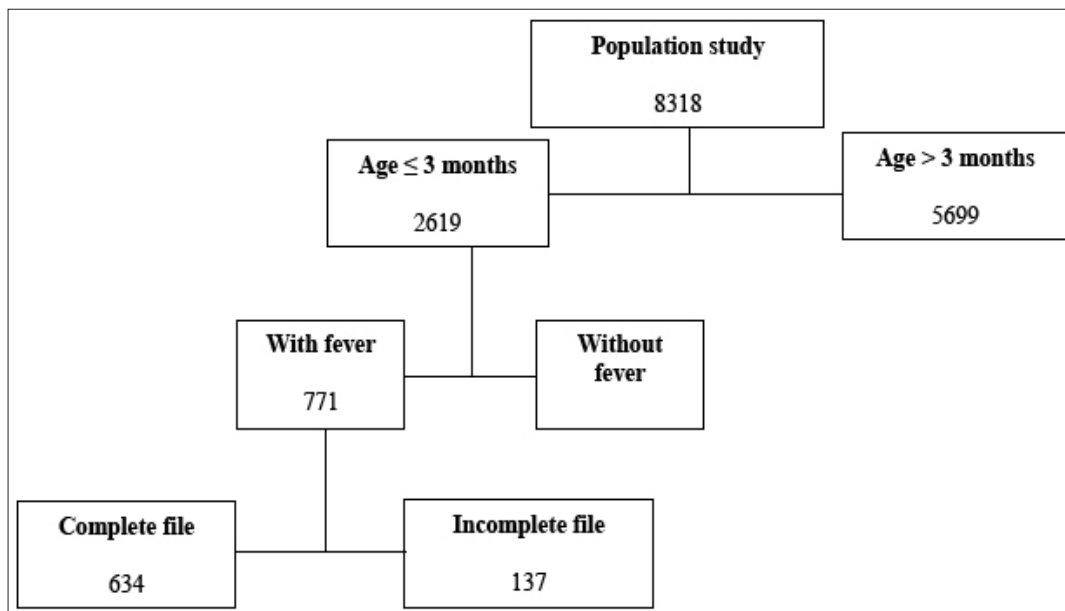 Population study
8318
Age ≤ 3 months
2619
Age > 3 months
5699
With fever
771
Without
fever
Complete file
634
Incomplete file
137